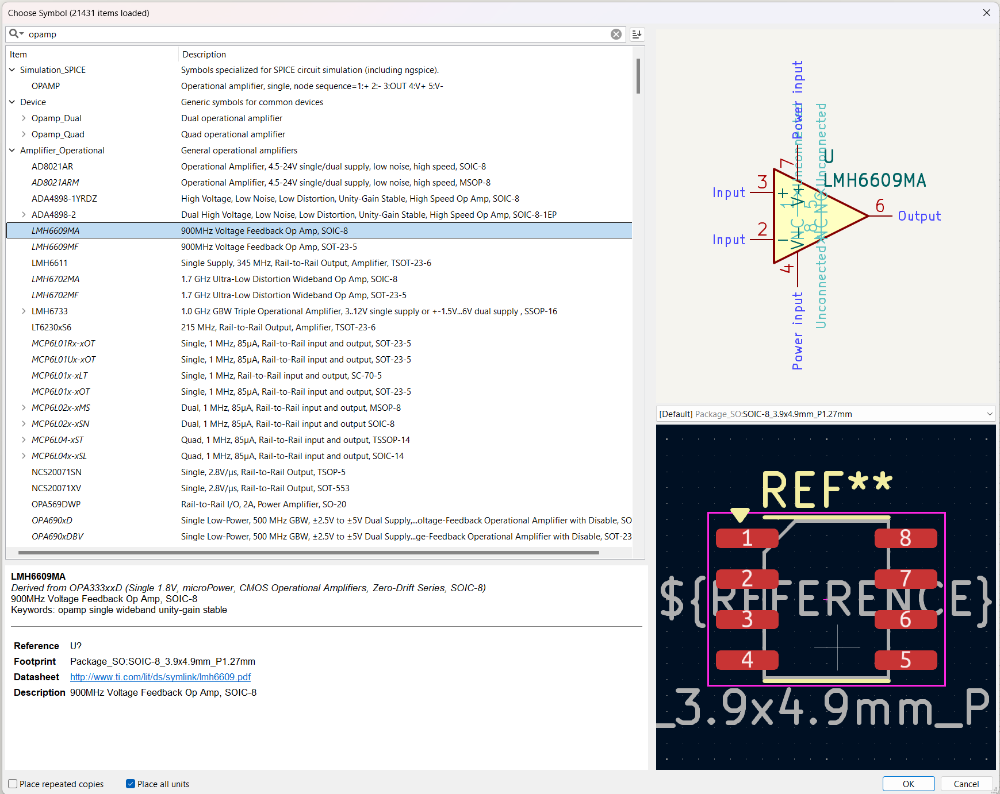 Choose Symbol (21431 items loaded)
opamp
Item Description
Simulation_SPICE Symbols specialized for SPICE circuit simulation (including ngspice).
OPAMP Operational amplifier, single, node sequence=1:+ 2:- 3:OUT 4:V+ 5:V-
Device Generic symbols for common devices
Opamp_Dual Dual operational amplifier
Opamp_Quad Quad operational amplifier
Amplifier_Operational General operational amplifiers
AD8021AR Operational Amplifier, 4.5-24V single/dual supply, low noise, high speed, SOIC-8
AD8021ARM Operational Amplifier, 4.5-24V single/dual supply, low noise, high speed, MSOP-8
ADA4898-1YRDZ High Voltage, Low Noise, Low Distortion, Unity-Gain Stable, High Speed Op Amp, SOIC-8
ADA4898-2 Dual High Voltage, Low Noise, Low Distortion, Unity-Gain Stable, High Speed Op Amp, SOIC-8-1EP
LMH6609MA 900MHz Voltage Feedback Op Amp, SOIC-8
LMH6609MF 900MHz Voltage Feedback Op Amp, SOT-23-5
LMH6611 Single Supply, 345 MHz, Rail-to-Rail Output, Amplifier, TSOT-23-6
LMH6702MA 1.7 GHz Ultra-Low Distortion Wideband Op Amp, SOIC-8
LMH6702MF 1.7 GHz Ultra-Low Distortion Wideband Op Amp, SOT-23-5
LMH6733 1.0 GHz GBW Triple Operational Amplifier, 3..12V single supply or +-1.5V...6V dual supply , SSOP-16
LT6230xS6 215 MHz, Rail-to-Rail Output, Amplifier, TSOT-23-6
MCP6L01Rx-xOT Single, 1 MHz, 85µA, Rail-to-Rail input and output, SOT-23-5
MCP6L01Ux-xOT Single, 1 MHz, 85µA, Rail-to-Rail input and output, SOT-23-5
MCP6L01x-xLT Single, 1 MHz, Rail-to-Rail input and output, SC-70-5
MCP6L01x-xOT Single, 1 MHz, 85µA, Rail-to-Rail input and output, SOT-23-5
MCP6L02x-xMS Dual, 1 MHz, 85µA, Rail-to-Rail input and output, MSOP-8
MCP6L02x-xSN Dual, 1 MHz, 85µA, Rail-to-Rail input and output SOIC-8
MCP6L04-xST Quad, 1 MHz, 85µA, Rail-to-Rail input and output, TSSOP-14
MCP6L04x-xSL Quad, 1 MHz, 85µA, Rail-to-Rail input and output, SOIC-14
NCS20071SN Single, 2.8V/µs, Rail-to-Rail Output, TSOP-5
NCS20071XV Single, 2.8V/µs, Rail-to-Rail Output, SOT-553
OPA569DWP Rail-to-Rail I/O, 2A, Power Amplifier, SO-20
OPA690xD Single Low-Power, 500 MHz GBW, ±2.5V to ±5V Dual Supply,...oltage-Feedback Operational Amplifier with Disable, SO
OPA690xDBV Single Low-Power, 500 MHz GBW, ±2.5V to ±5V Dual Supply...ge-Feedback Operational Amplifier with Disable, SOT-23
LMH6609MA
Derived from OPA333xxD (Single 1.8V, microPower, CMOS Operational Amplifiers, Zero-Drift Series, SOIC-8)
900MHz Voltage Feedback Op Amp, SOIC-8
Keywords: opamp single wideband unity-gain stable
Reference U?
Footprint Package_SO:SOIC-8_3.9x4.9mm_P1.27mm
Datasheet http://www.ti.com/lit/ds/symlink/lmh6609.pdf
Description 900MHz Voltage Feedback Op Amp, SOIC-8
Place repeated copies
Place all units
Power input
Unconnected
7
U
LMH6609MA
Input 3 +
V+
1 5
6 Output
Input 2 −
8
NC
4
Unconnected
Power input
[Default] Package_SO:SOIC-8_3.9x4.9mm_P1.27mm
REF**
1 8
2 7
${REFERENCE}
3 6
4 5
_3.9x4.9mm_P
OK
Cancel